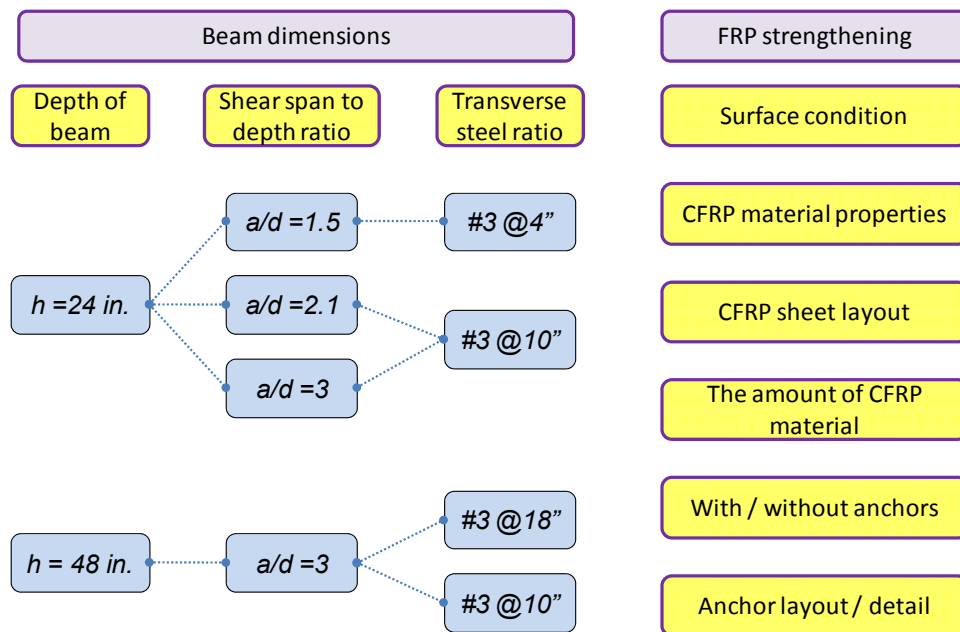 Beam dimensions
FRP strengthening
Depth of
beam
Shear span to
depth ratio
Transverse
steel ratio
Surface condition
a/d =1.5
#3 @4”
CFRP material properties
h =24 in.
a/d =2.1
#3 @10”
CFRP sheet layout
a/d =3
The amount of CFRP
material
h = 48 in.
a/d =3
#3 @18”
#3 @10”
With / without anchors
Anchor layout / detail